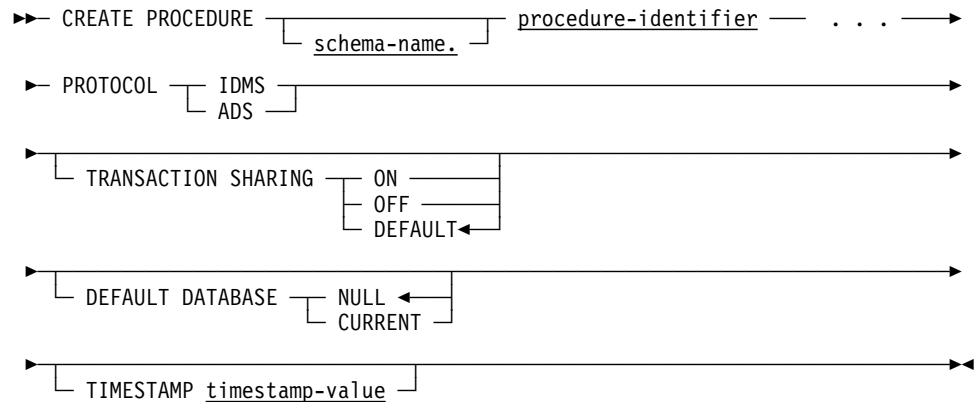 CREATE PROCEDURE procedure-identifier . . .
schema-name.
PROTOCOL IDMS
ADS
TRANSACTION SHARING ON
OFF
DEFAULT
DEFAULT DATABASE NULL
CURRENT
TIMESTAMP timestamp-value